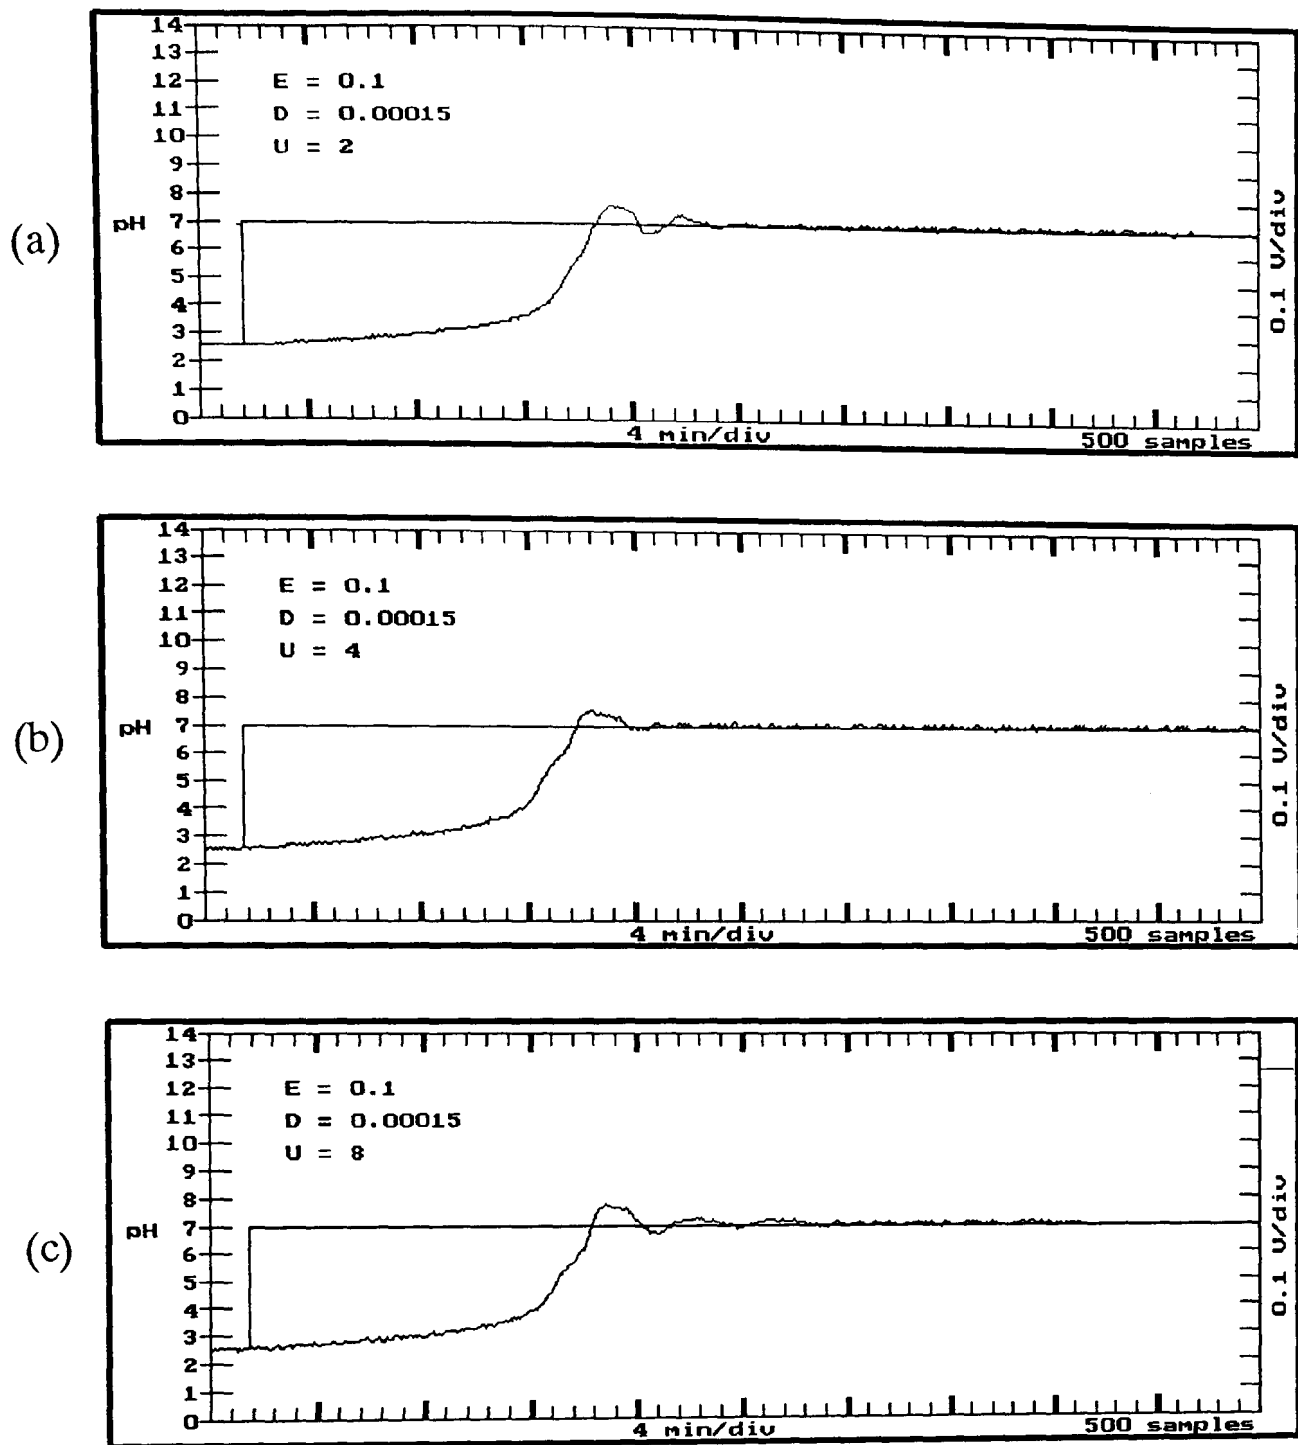 (a)
14
13
12
11
10
9
8
7
6
5
4
3
2
1
0
pH
E = 0.1
D = 0.00015
U = 2
0.1 U/div
4 min/div
500 samples
(b)
14
13
12
11
10
9
8
7
6
5
4
3
2
1
0
pH
E = 0.1
D = 0.00015
U = 4
0.1 U/div
4 min/div
500 samples
(c)
14
13
12
11
10
9
8
7
6
5
4
3
2
1
0
pH
E = 0.1
D = 0.00015
U = 8
0.1 U/div
4 min/div
500 samples